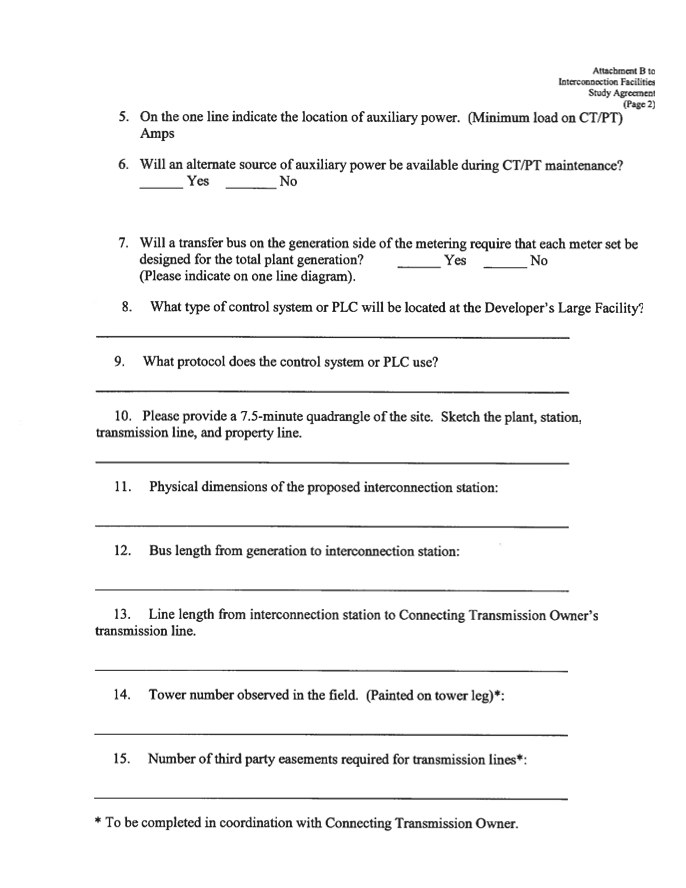 Attachment B to
Interconnection Facilities
Study Agreement
(Page 2)
5. On the one line indicate the location of auxiliary power. (Minimum load on CT/PT)
Amps
6. Will an alternate source of auxiliary power be available during CT/PT maintenance?
______ Yes _______ No
7. Will a transfer bus on the generation side of the metering require that each meter set be
designed for the total plant generation? ______ Yes ______ No
(Please indicate on one line diagram).
8. What type of control system or PLC will be located at the Developer's Large Facility?
9. What protocol does the control system or PLC use?
10. Please provide a 7.5-minute quadrangle of the site. Sketch the plant, station,
transmission line, and property line.
11. Physical dimensions of the proposed interconnection station:
12. Bus length from generation to interconnection station:
13. Line length from interconnection station to Connecting Transmission Owner's
transmission line.
14. Tower number observed in the field. (Painted on tower leg)*:
15. Number of third party easements required for transmission lines*:
* To be completed in coordination with Connecting Transmission Owner.